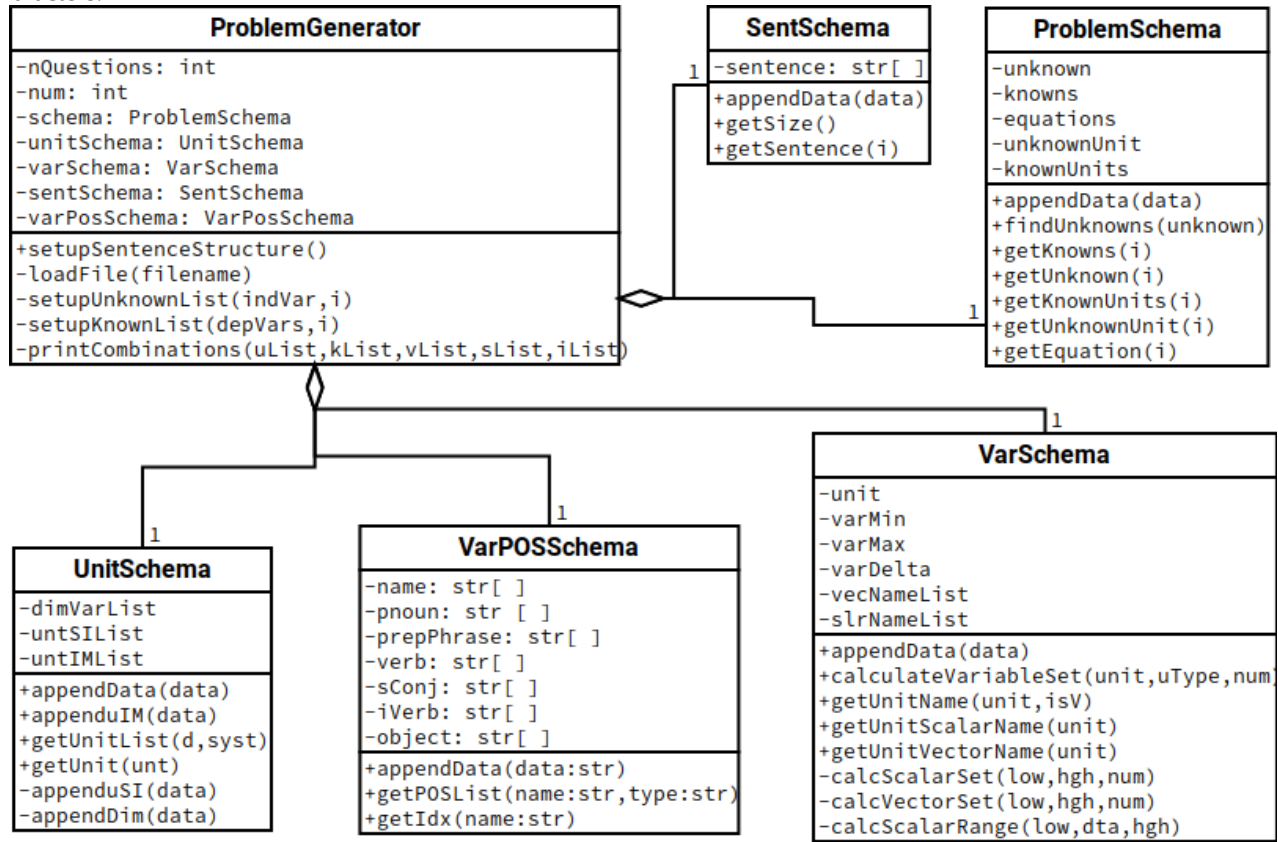 ProblemGenerator
-nQuestions: int
-num: int
-schema: ProblemSchema
-unitSchema: UnitSchema
-varSchema: VarSchema
-sentSchema: SentSchema
-varPosSchema: VarPosSchema
+setupSentenceStructure()
-loadFile(filename)
-setupUnknownList(indVar,i)
-setupKnownList(depVars,i)
-printCombinations(uList,kList,vList,sList,iList)
SentSchema
1
-sentence: str[ ]
+appendData(data)
+getSize()
+getSentence(i)
ProblemSchema
-unknown
-knowns
-equations
-unknownUnit
-knownUnits
+appendData(data)
+findUnknowns(unknown)
+getKnowns(i)
+getUnknown(i)
+getKnownUnits(i)
1
+getUnknownUnit(i)
+getEquation(i)
1
UnitSchema
-dimVarList
-untSIList
-untIMList
+appendData(data)
+appenduIM(data)
+getUnitList(d,syst)
+getUnit(unt)
-appenduSI(data)
-appendDim(data)
1
VarPOSSchema
-name: str[ ]
-pnoun: str [ ]
-prepPhrase: str[ ]
-verb: str[ ]
-sConj: str[ ]
-iVerb: str[ ]
-object: str[ ]
+appendData(data:str)
+getPOSList(name:str,type:str)
+getIdx(name:str)
1
VarSchema
-unit
-varMin
-varMax
-varDelta
-vecNameList
-slrNameList
+appendData(data)
+calculateVariableSet(unit,uType,num)
+getUnitName(unit,isV)
+getUnitScalarName(unit)
+getUnitVectorName(unit)
-calcScalarSet(low,hgh,num)
-calcVectorSet(low,hgh,num)
-calcScalarRange(low,dta,hgh)